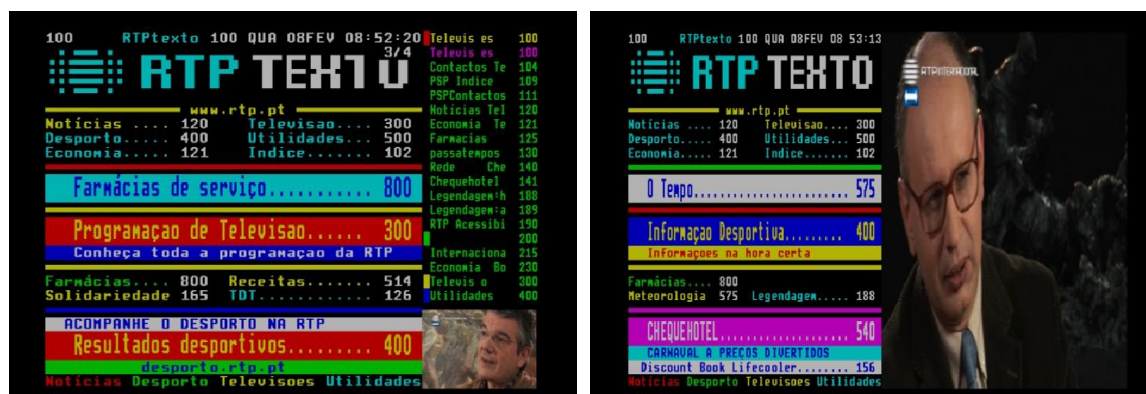 100 RTPtexto 100 QUA 08FEV 08:52:20
3/4
RTP TEXTO
www.rtp.pt
Noticias .... 120 Televisao.... 300
Desporto..... 400 Utilidades... 500
Economia..... 121 Indice....... 102
Farmácias de serviço........... 800
Programaçao de Televisao...... 300
Conheça toda a programaçao da RTP
Farmácias.... 800 Receitas....... 514
Solidariedade 165 TDT............ 126
ACOMPANHE O DESPORTO NA RTP
Resultados desportivos......... 400
desporto.rtp.pt
Noticias Desporto Televisoes Utilidades
Televis es 100
Televis es 100
Contactos Te 104
PSP Indice 109
PSPContactos 111
Noticias Tel 120
Economia Te 121
Farmacias 125
passatempos 130
Rede Che 140
Chequehotel 141
Legendagem:h 188
Legendagem:a 189
RTP Acessibi 190
200
Internaciona 215
Economia Bo 230
Televis o 300
Utilidades 400
100 RTPtexto 100 QUA 08FEV 08 53:13
RTP TEXTO
www.rtp.pt
Noticias .... 120 Televisao.... 300
Desporto..... 400 Utilidades... 500
Economia..... 121 Indice....... 102
O Tempo....................... 575
Informaçao Desportiva......... 400
Informaçoes na hora certa
Farmácias.... 800
Meteorologia 575 Legendagem..... 188
CHEQUEHOTEL.................... 540
CARNAVAL A PREÇOS DIVERTIDOS
Discount Book Lifecooler........ 156
Noticias Desporto Televisoes Utilidades
RTPINTERNACIONAL